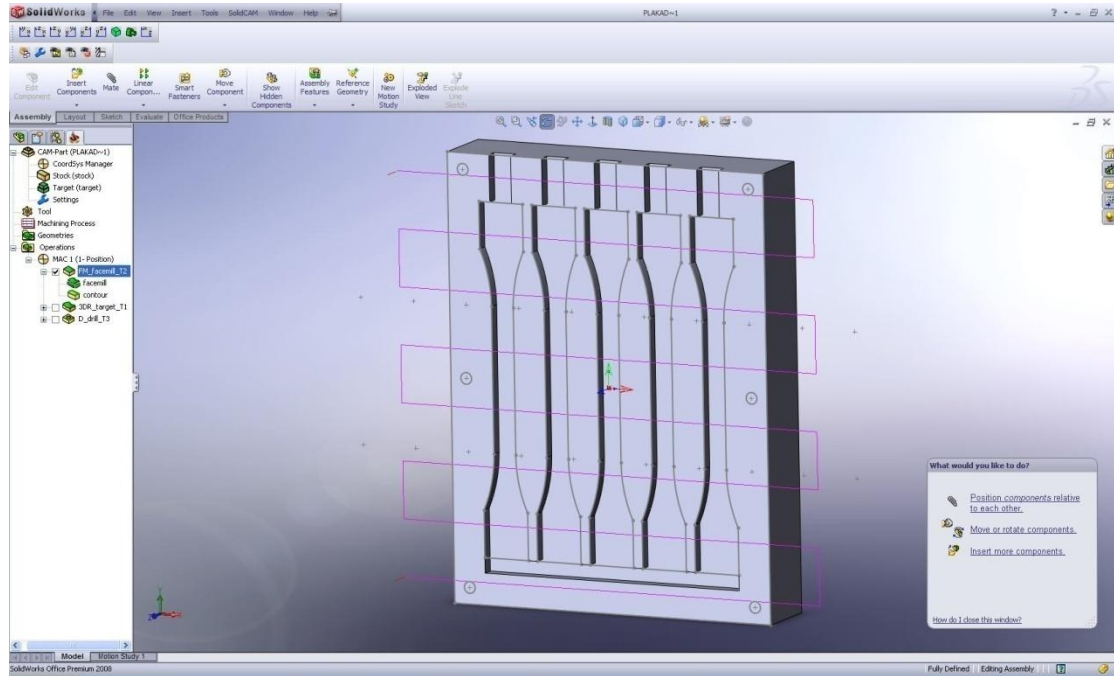 SolidWorks File Edit View Insert Tools SolidCAM Window Help PLAKAD~1
Edit Component
Insert Components
Mate
Linear Compon...
Smart Fasteners
Move Component
Show Hidden Components
Assembly Features
Reference Geometry
New Motion Study
Exploded View
Explode Line Sketch
Assembly Layout Sketch Evaluate Office Products
CAM-Part (PLAKAD~1)
CoordSys Manager
Stock (stock)
Target (target)
Settings
Tool
Machining Process
Geometries
Operations
MAC 1 (1- Position)
FM_facemill_T2
facemill
contour
3DR_target_T1
D_drill_T3
What would you like to do?
Position components relative
to each other.
Move or rotate components.
Insert more components.
How do I close this window?
Model Motion Study 1
SolidWorks Office Premium 2008 Fully Defined Editing Assembly